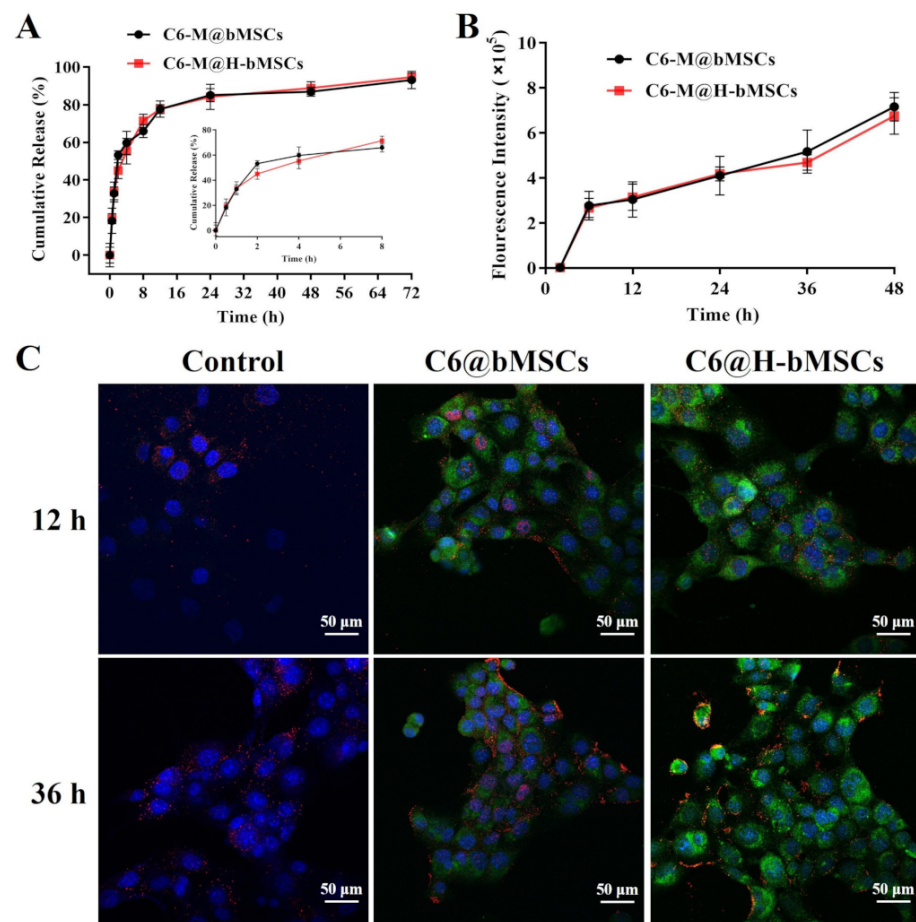 A
C6-M@bMSCs
C6-M@H-bMSCs
Cumulative Release (%)
100
80
60
40
20
0
0 8 16 24 32 40 48 56 64 72
Time (h)
Cumulative Release (%)
80
60
40
20
0
0 2 4 6 8
Time (h)
B
C6-M@bMSCs
C6-M@H-bMSCs
Flourescence Intensity ( ×10⁵)
8
6
4
2
0
0 12 24 36 48
Time (h)
C
Control C6@bMSCs C6@H-bMSCs
12 h
50 μm 50 μm 50 μm
36 h
50 μm 50 μm 50 μm